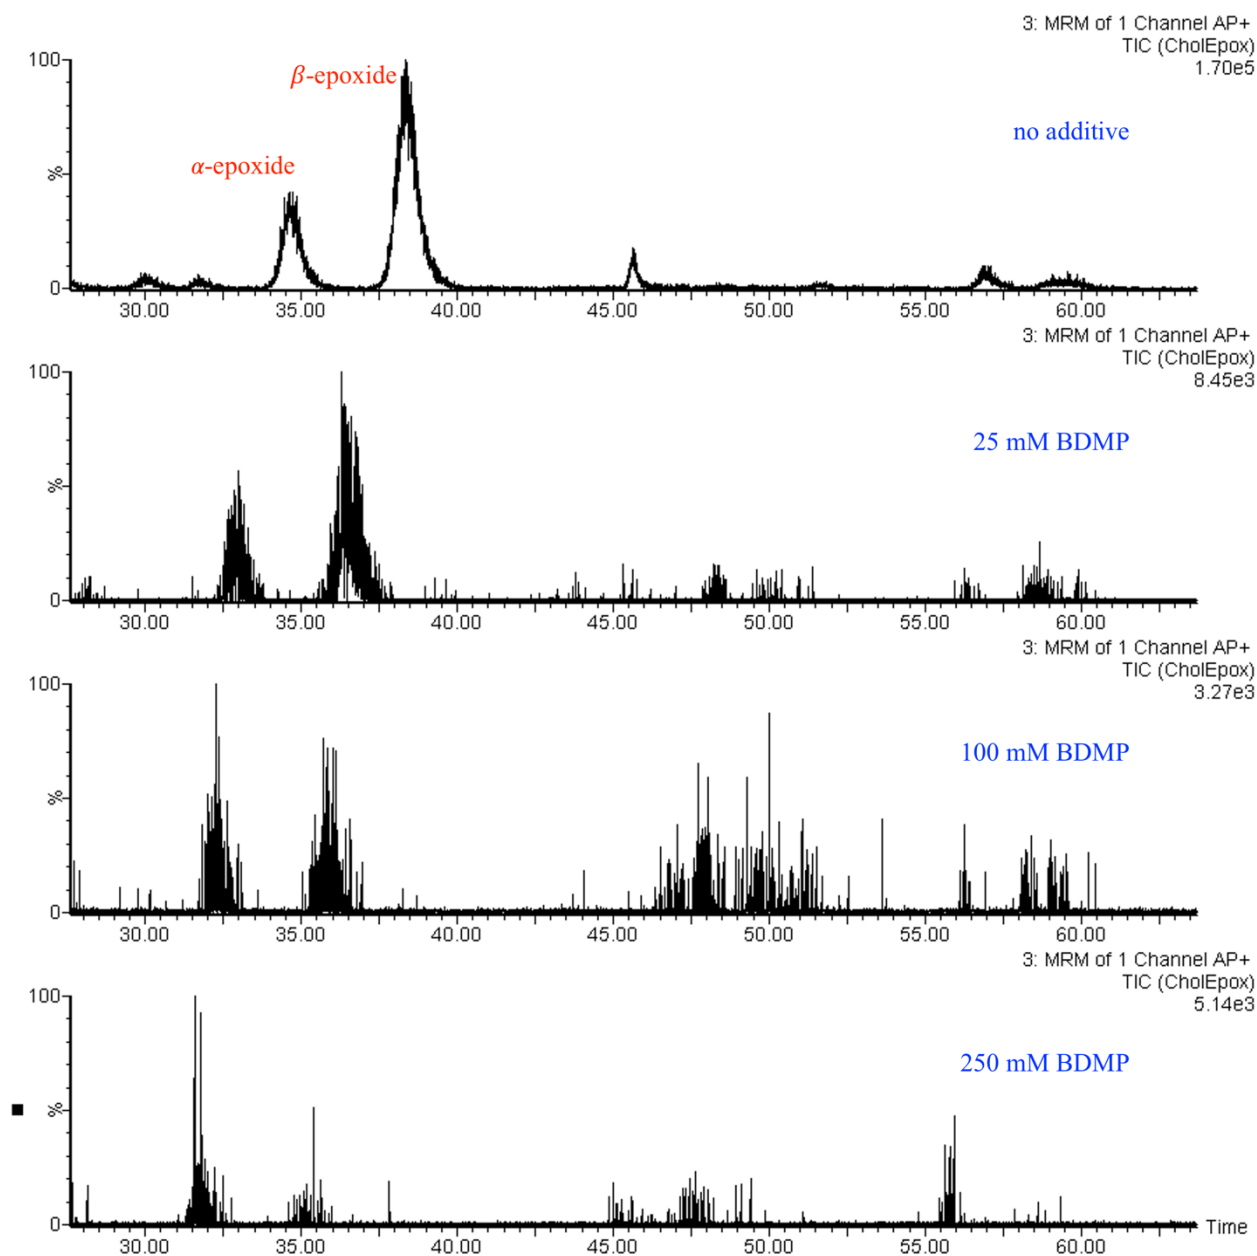 3: MRM of 1 Channel AP+
TIC (CholEpox)
1.70e5
100
β-epoxide
no additive
α-epoxide
%
0
30.00 35.00 40.00 45.00 50.00 55.00 60.00
3: MRM of 1 Channel AP+
TIC (CholEpox)
8.45e3
100
25 mM BDMP
%
0
30.00 35.00 40.00 45.00 50.00 55.00 60.00
3: MRM of 1 Channel AP+
TIC (CholEpox)
3.27e3
100
100 mM BDMP
%
0
30.00 35.00 40.00 45.00 50.00 55.00 60.00
3: MRM of 1 Channel AP+
TIC (CholEpox)
5.14e3
100
250 mM BDMP
%
0
Time
30.00 35.00 40.00 45.00 50.00 55.00 60.00